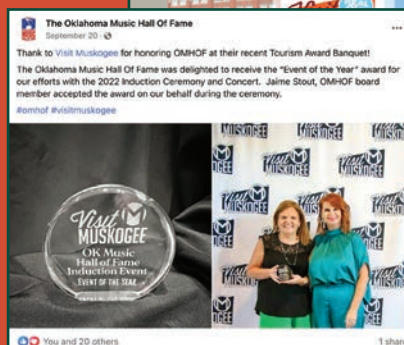 The Oklahoma Music Hall Of Fame
September 20 ·
Thank to Visit Muskogee for honoring OMHOF at their recent Tourism Award Banquet!
The Oklahoma Music Hall Of Fame was delighted to receive the “Event of the Year” award for
our efforts with the 2022 Induction Ceremony and Concert. Jaime Stout, OMHOF board
member accepted the award on our behalf during the ceremony.
#omhof #visitmuskogee
Visit M
MUSKOGEE
OK Music
Hall of Fame
Induction Event
EVENT OF THE YEAR
Visit M
MUSKOGEE
You and 20 others
1 share